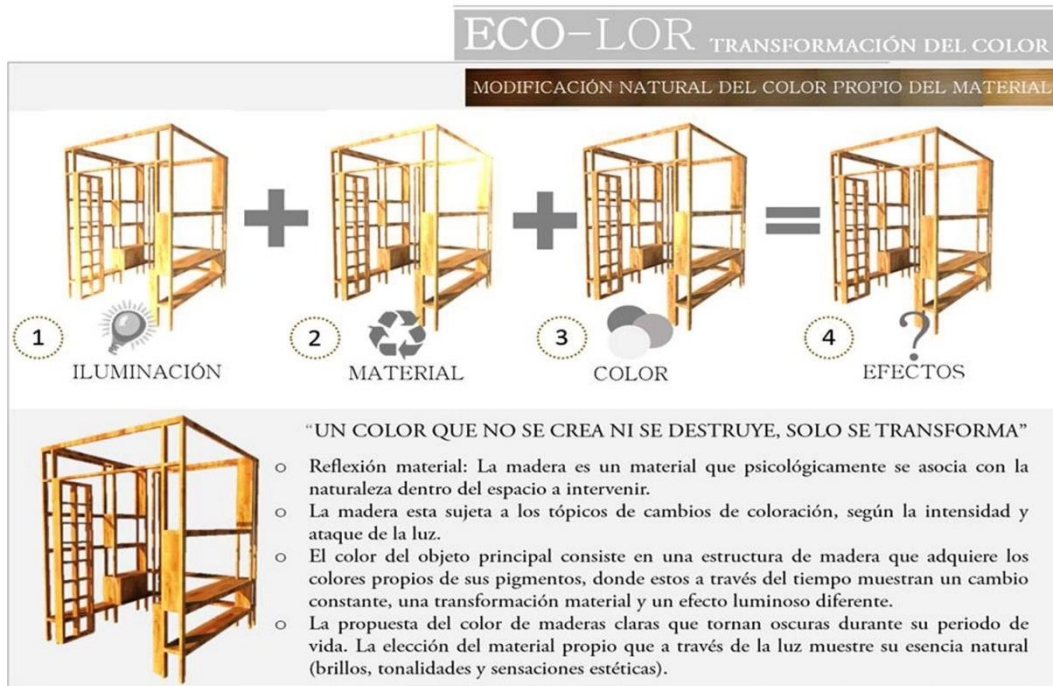 ECO-LOR TRANSFORMACIÓN DEL COLOR
MODIFICACIÓN NATURAL DEL COLOR PROPIO DEL MATERIAL
1
ILUMINACIÓN
2
MATERIAL
3
COLOR
4
?
EFECTOS
“UN COLOR QUE NO SE CREA NI SE DESTRUYE, SOLO SE TRANSFORMA”
o Reflexión material: La madera es un material que psicológicamente se asocia con la
naturaleza dentro del espacio a intervenir.
o La madera esta sujeta a los tópicos de cambios de coloración, según la intensidad y
ataque de la luz.
o El color del objeto principal consiste en una estructura de madera que adquiere los
colores propios de sus pigmentos, donde estos a través del tiempo muestran un cambio
constante, una transformación material y un efecto luminoso diferente.
o La propuesta del color de maderas claras que tornan oscuras durante su periodo de
vida. La elección del material propio que a través de la luz muestre su esencia natural
(brillos, tonalidades y sensaciones estéticas).